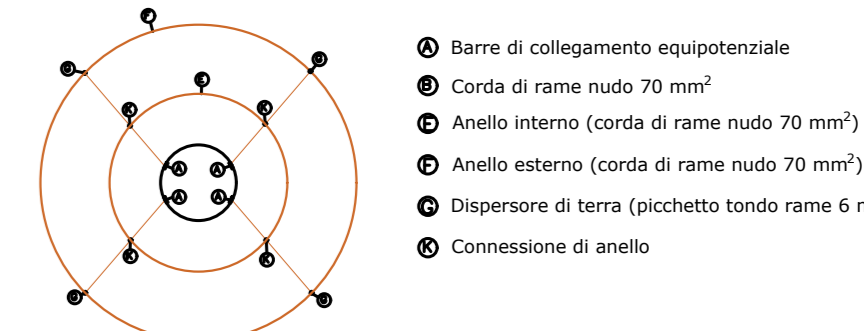 F
G
G
E
K
K
A
A
A
A
K
K
G
G
A Barre di collegamento equipotenziale
B Corda di rame nudo 70 mm²
E Anello interno (corda di rame nudo 70 mm²)
F Anello esterno (corda di rame nudo 70 mm²)
G Dispersore di terra (picchetto tondo rame 6
K Connessione di anello